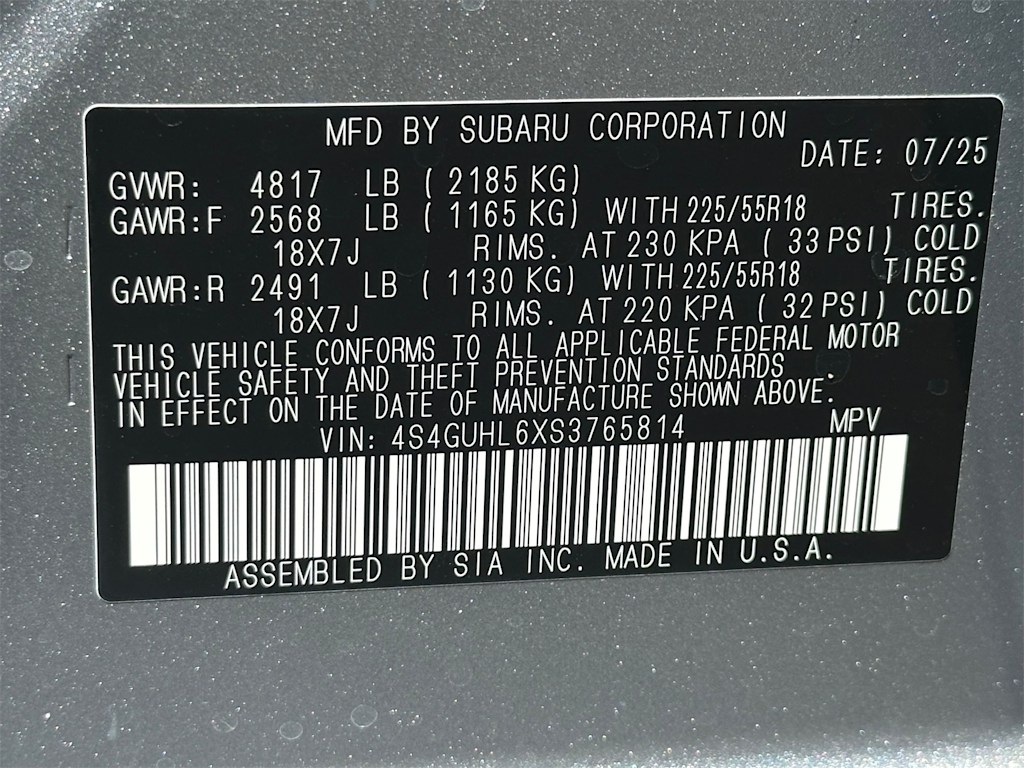 MFD BY SUBARU CORPORATION
DATE: 07/25
GVWR: 4817 LB ( 2185 KG)
GAWR:F 2568 LB ( 1165 KG) WITH 225/55R18 TIRES.
18X7J RIMS. AT 230 KPA ( 33 PSI) COLD
GAWR:R 2491 LB ( 1130 KG) WITH 225/55R18 TIRES.
18X7J RIMS. AT 220 KPA ( 32 PSI) COLD
THIS VEHICLE CONFORMS TO ALL APPLICABLE FEDERAL MOTOR
VEHICLE SAFETY AND THEFT PREVENTION STANDARDS .
IN EFFECT ON THE DATE OF MANUFACTURE SHOWN ABOVE.
VIN: 4S4GUHL6XS3765814 MPV
ASSEMBLED BY SIA INC. MADE IN U.S.A.